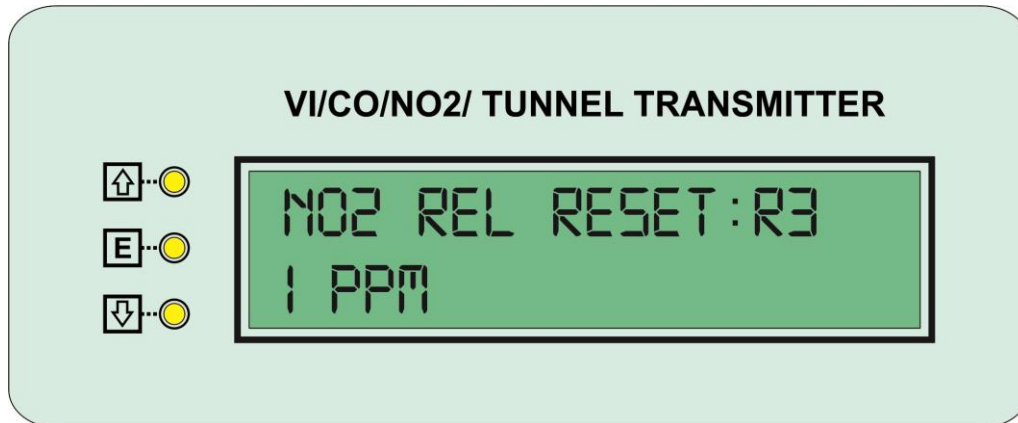 VI/CO/NO2/ TUNNEL TRANSMITTER
NO2 REL RESET:R3
E
1 PPM